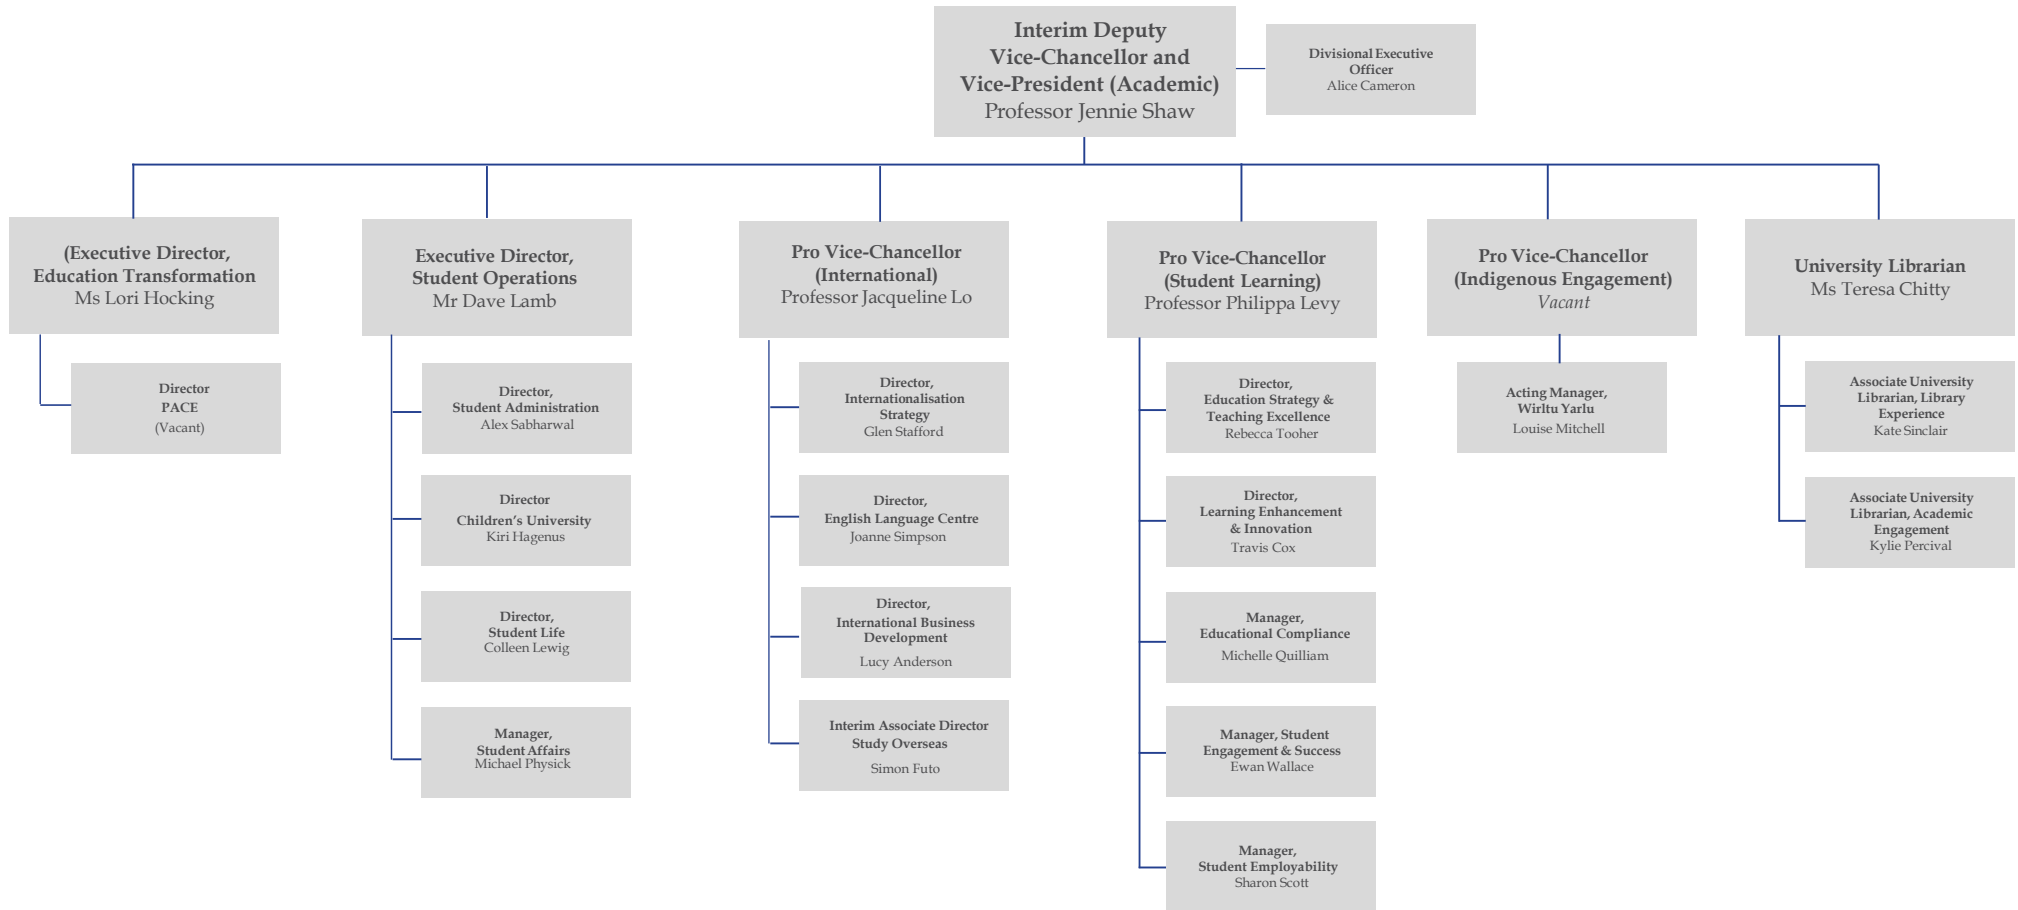 Interim Deputy
Vice-Chancellor and
Vice-President (Academic)
Professor Jennie Shaw
Divisional Executive
Officer
Alice Cameron
(Executive Director,
Education Transformation
Ms Lori Hocking
Director
PACE
(Vacant)
Executive Director,
Student Operations
Mr Dave Lamb
Director,
Student Administration
Alex Sabharwal
Director
Children’s University
Kiri Hagenus
Director,
Student Life
Colleen Lewig
Manager,
Student Affairs
Michael Physick
Pro Vice-Chancellor
(International)
Professor Jacqueline Lo
Director,
Internationalisation
Strategy
Glen Stafford
Director,
English Language Centre
Joanne Simpson
Director,
International Business
Development
Lucy Anderson
Interim Associate Director
Study Overseas
Simon Futo
Pro Vice-Chancellor
(Student Learning)
Professor Philippa Levy
Director,
Education Strategy &
Teaching Excellence
Rebecca Tooher
Director,
Learning Enhancement
& Innovation
Travis Cox
Manager,
Educational Compliance
Michelle Quilliam
Manager, Student
Engagement & Success
Ewan Wallace
Manager,
Student Employability
Sharon Scott
Pro Vice-Chancellor
(Indigenous Engagement)
Vacant
Acting Manager,
Wirltu Yarlu
Louise Mitchell
University Librarian
Ms Teresa Chitty
Associate University
Librarian, Library
Experience
Kate Sinclair
Associate University
Librarian, Academic
Engagement
Kylie Percival